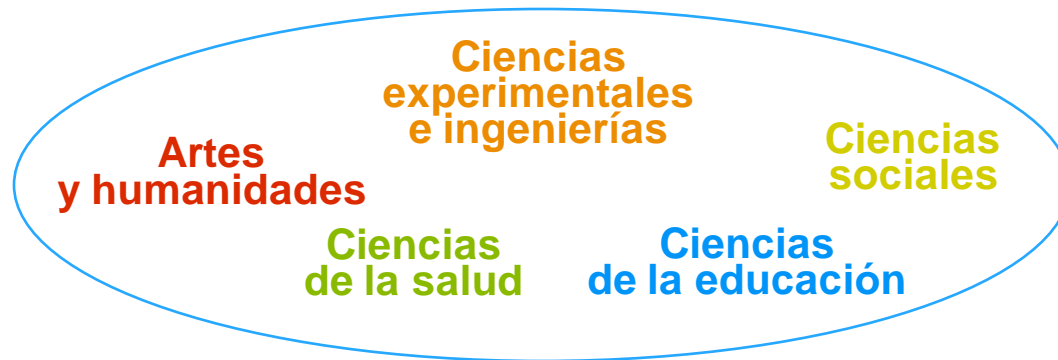 Ciencias
experimentales
e ingenierías
Artes
y humanidades
Ciencias
sociales
Ciencias
de la salud
Ciencias
de la educación